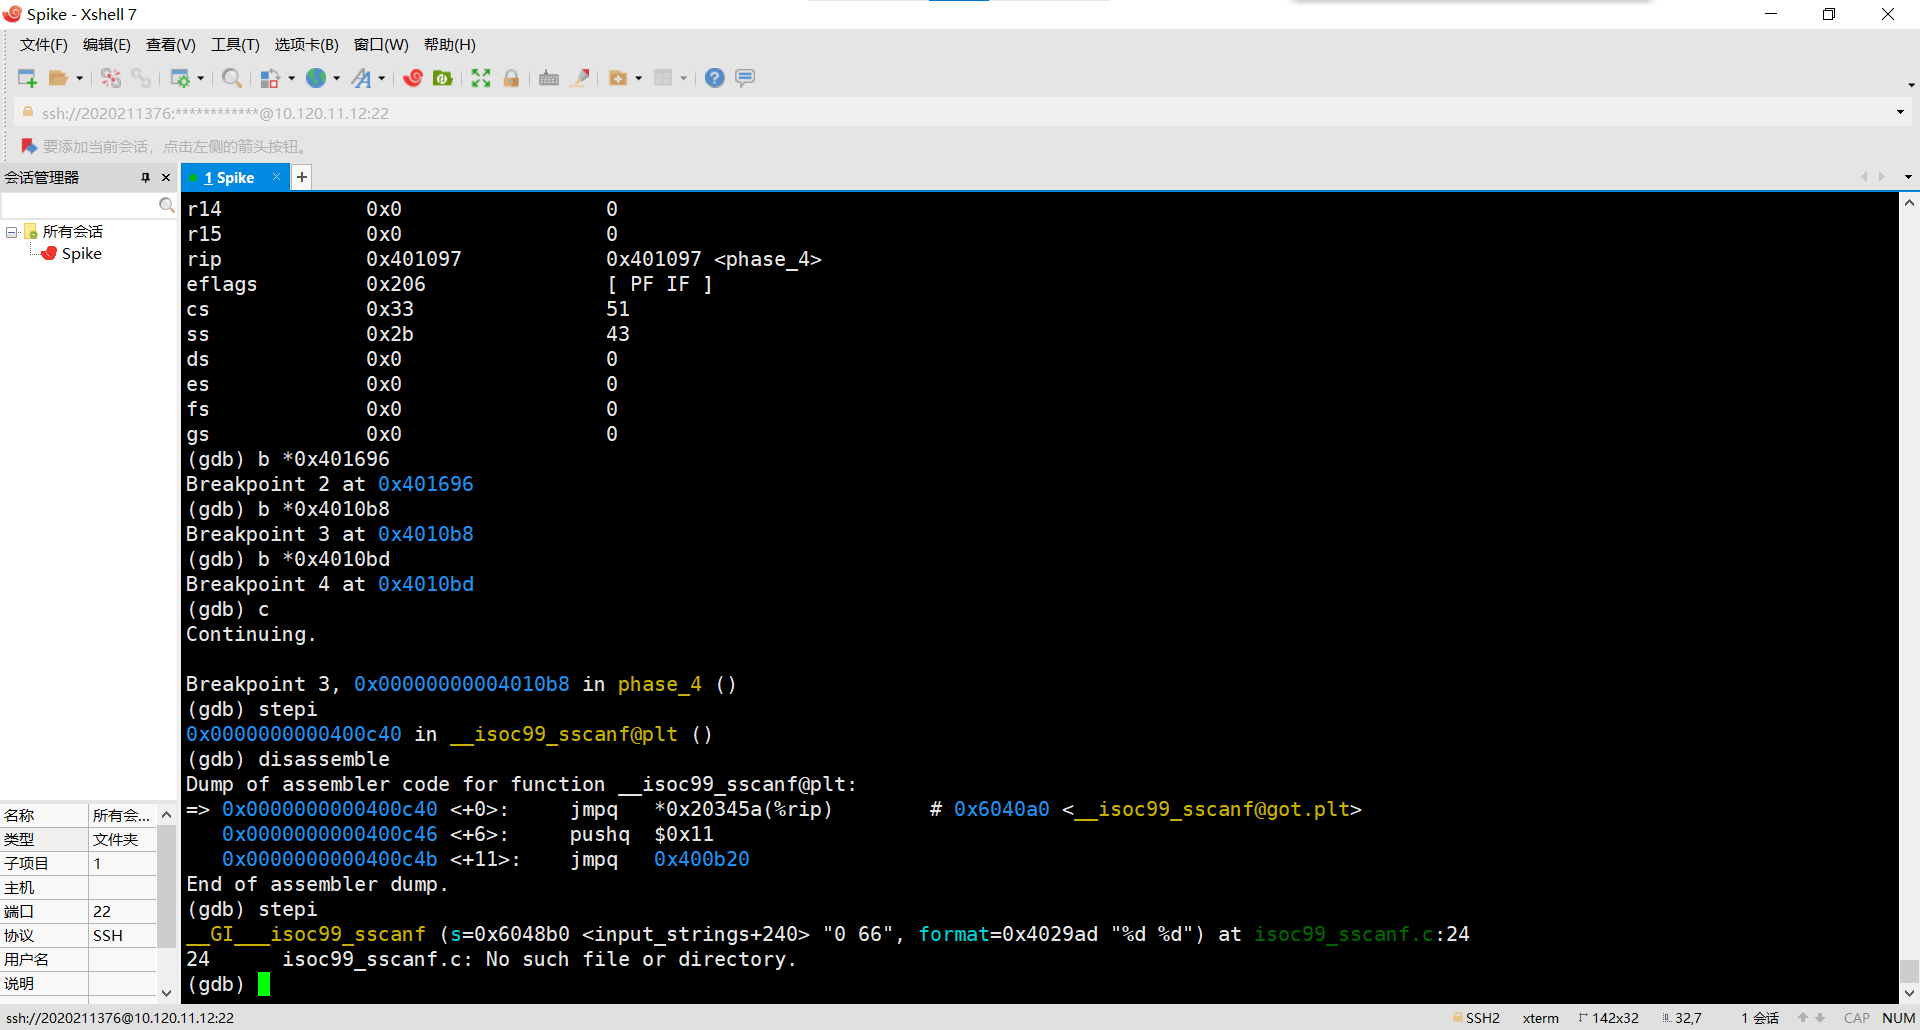 Spike - Xshell 7
文件(F) 编辑(E) 查看(V) 工具(T) 选项卡(B) 窗口(W) 帮助(H)
ssh://2020211376:************@10.120.11.12:22
要添加当前会话，点击左侧的箭头按钮。
会话管理器
1 Spike
所有会话
Spike
r14 0x0 0
r15 0x0 0
rip 0x401097 0x401097 <phase_4>
eflags 0x206 [ PF IF ]
cs 0x33 51
ss 0x2b 43
ds 0x0 0
es 0x0 0
fs 0x0 0
gs 0x0 0
(gdb) b *0x401696
Breakpoint 2 at 0x401696
(gdb) b *0x4010b8
Breakpoint 3 at 0x4010b8
(gdb) b *0x4010bd
Breakpoint 4 at 0x4010bd
(gdb) c
Continuing.
Breakpoint 3, 0x00000000004010b8 in phase_4 ()
(gdb) stepi
0x0000000000400c40 in __isoc99_sscanf@plt ()
(gdb) disassemble
Dump of assembler code for function __isoc99_sscanf@plt:
=> 0x0000000000400c40 <+0>: jmpq *0x20345a(%rip) # 0x6040a0 <__isoc99_sscanf@got.plt>
0x0000000000400c46 <+6>: pushq $0x11
0x0000000000400c4b <+11>: jmpq 0x400b20
End of assembler dump.
(gdb) stepi
__GI___isoc99_sscanf (s=0x6048b0 <input_strings+240> "0 66", format=0x4029ad "%d %d") at isoc99_sscanf.c:24
24 isoc99_sscanf.c: No such file or directory.
(gdb)
名称 所有会...
类型 文件夹
子项目 1
主机
端口 22
协议 SSH
用户名
说明
ssh://2020211376@10.120.11.12:22
SSH2 xterm 142x32 32,7 1 会话 CAP NUM